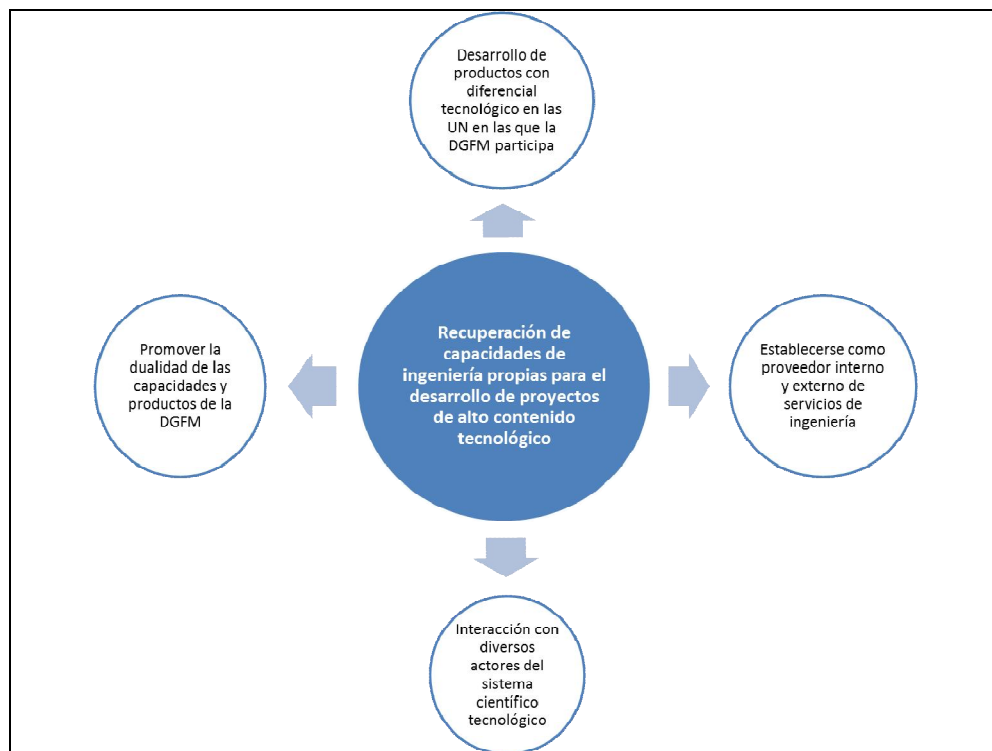 Desarrollo de
productos con
diferencial
tecnológico en las
UN en las que la
DGFM participa
Promover la
dualidad de las
capacidades y
productos de la
DGFM
Recuperación de
capacidades de
ingeniería propias para el
desarrollo de proyectos
de alto contenido
tecnológico
Establecerse como
proveedor interno
y externo de
servicios de
ingeniería
Interacción con
diversos
actores del
sistema
científico
tecnológico